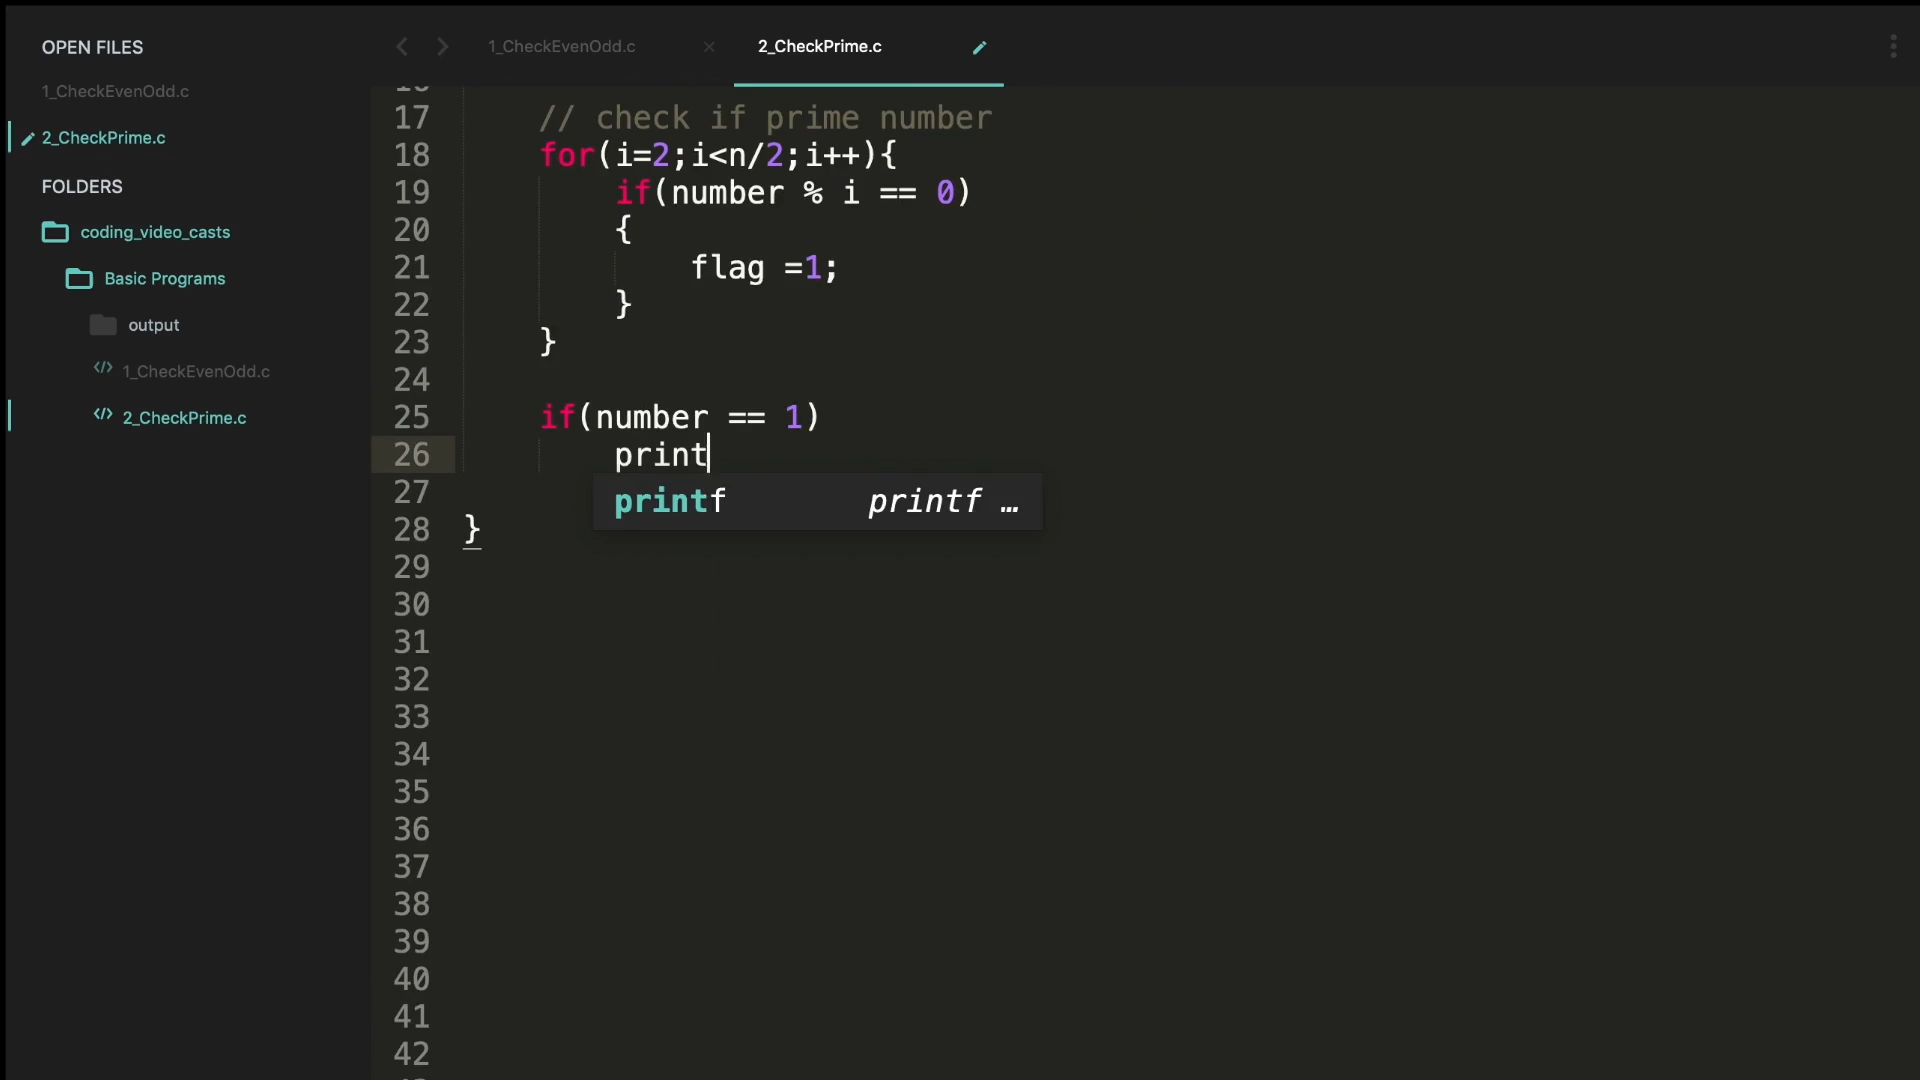 OPEN FILES
1_CheckEvenOdd.c
2_CheckPrime.c
FOLDERS
coding_video_casts
Basic Programs
output
1_CheckEvenOdd.c
2_CheckPrime.c
1_CheckEvenOdd.c
2_CheckPrime.c
17 // check if prime number
18 for(i=2;i<n/2;i++){
19 if(number % i == 0)
20 {
21 flag =1;
22 }
23 }
24
25 if(number == 1)
26 print
printf printf …
27
28 }
29
30
31
32
33
34
35
36
37
38
39
40
41
42